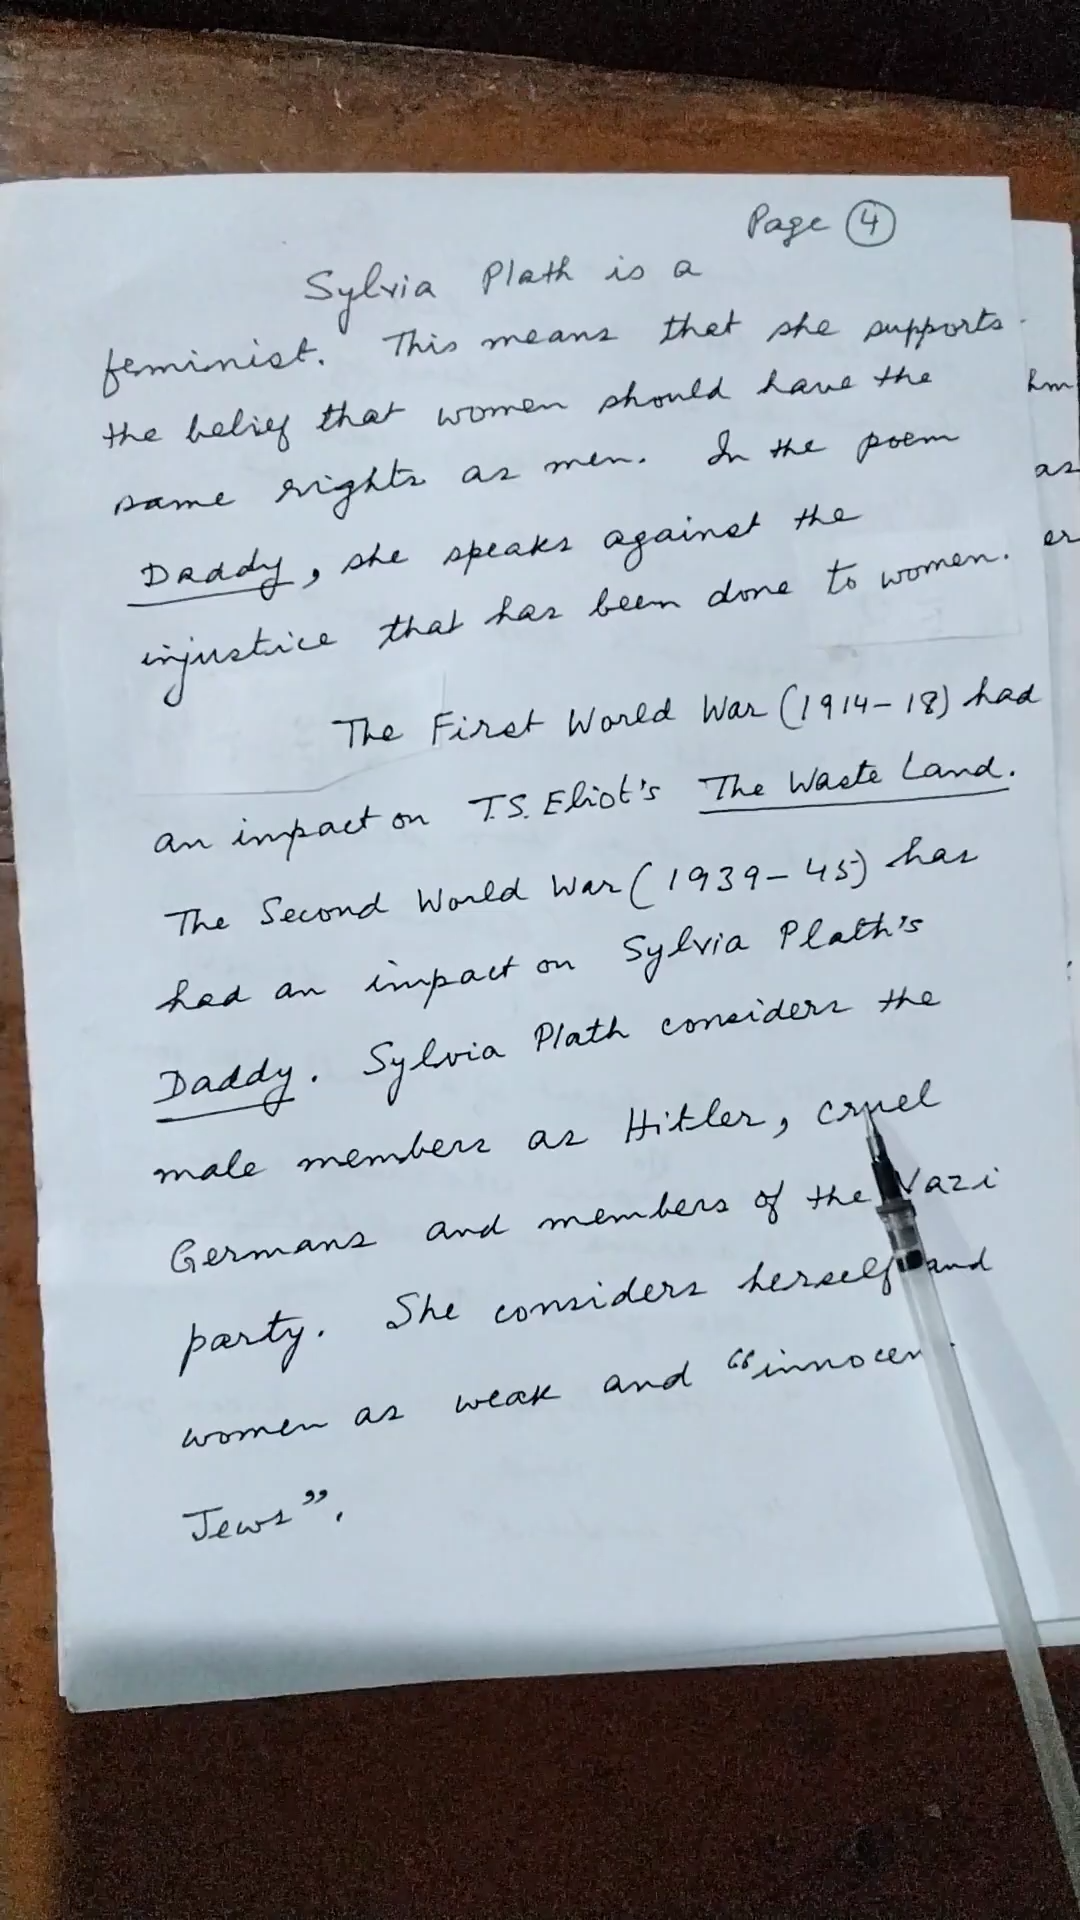 Page 4
Sylvia Plath is a
feminist. This means that she supports
the belief that women should have the
same rights as men. In the poem
Daddy, she speaks against the
injustice that has been done to women.
The First World War (1914-18) had
an impact on T.S. Eliot's The Waste Land.
The Second World War (1939-45) has
had an impact on Sylvia Plath's
Daddy. Sylvia Plath considers the
male members as Hitler, cruel
Germans and members of the Nazi
party. She considers herself and
women as weak and "innocen
Jews".
hm
as
er